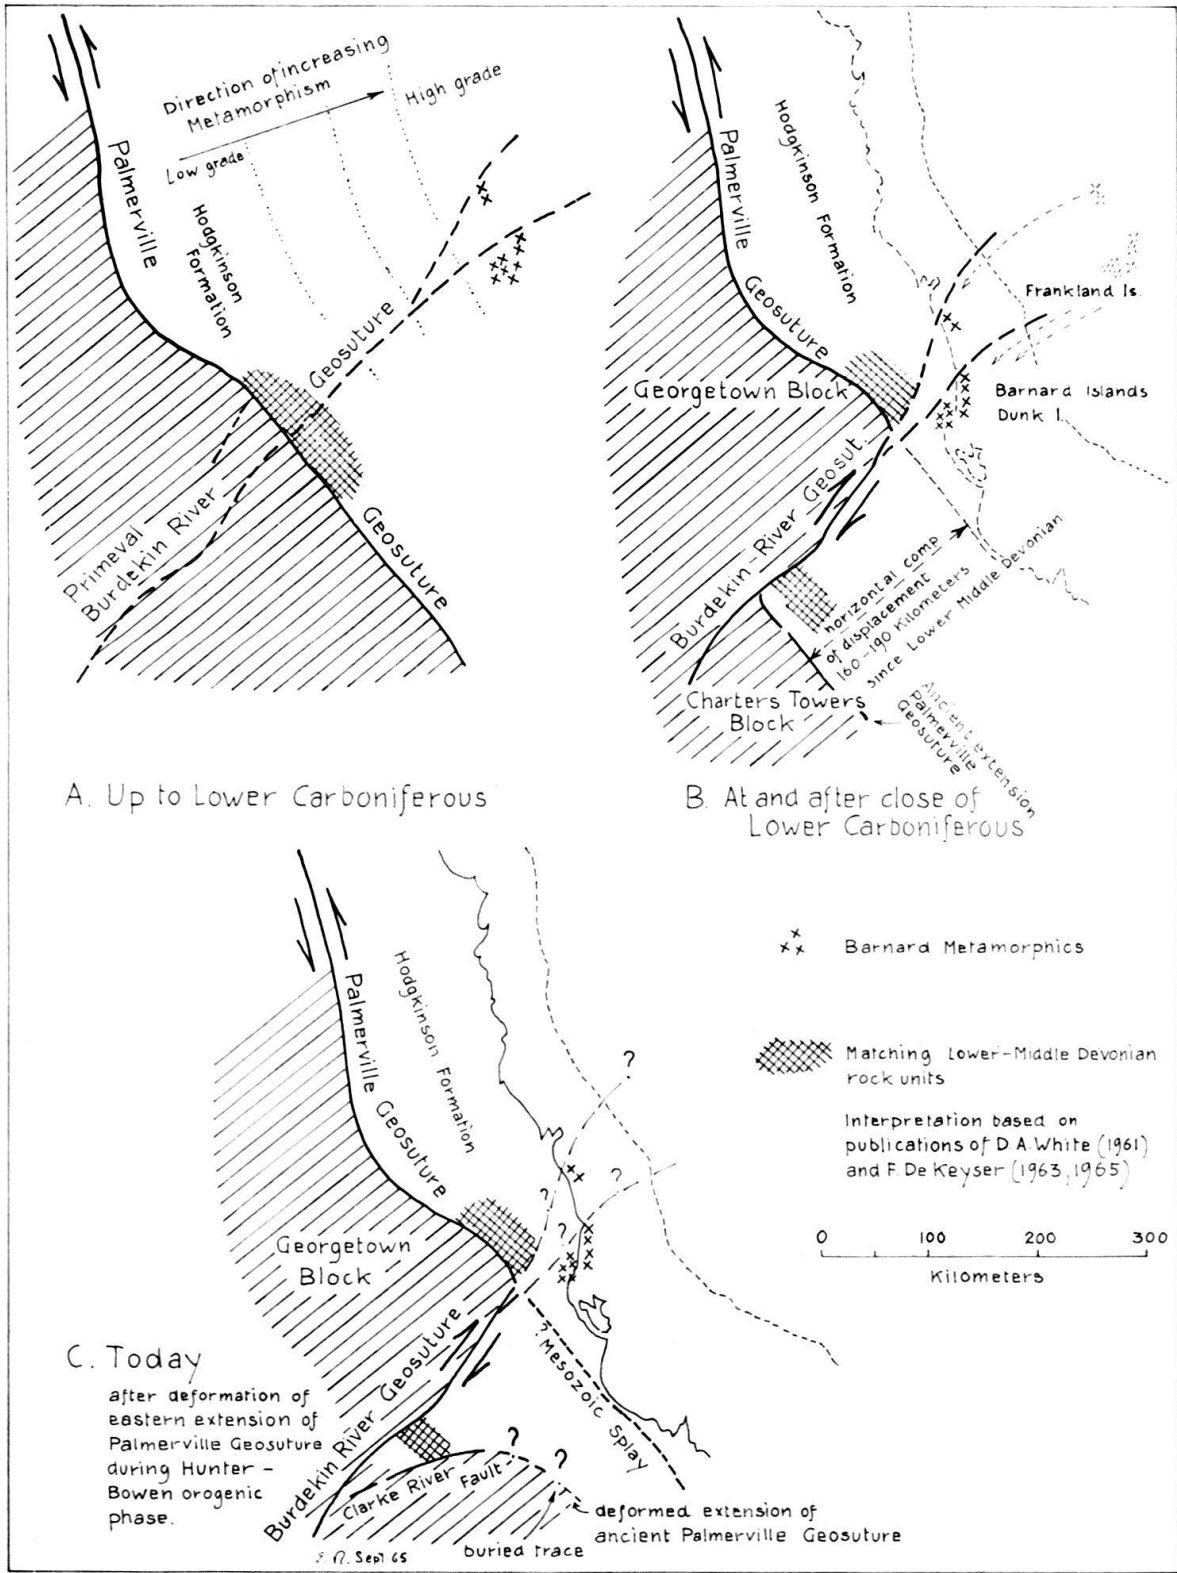 Direction of increasing
Metamorphism
High grade
Low grade
Palmerville
Hodgkinson
Formation
Geosuture
Primeval
Burdekin River
Geosuture
A. Up to Lower Carboniferous
Palmerville
Geosuture
Hodgkinson Formation
Frankland Is.
Georgetown Block
Barnard Islands
Dunk I.
Burdekin-River Geosut.
horizontal comp
of displacement
160-190 Kilometers
since Lower Middle Devonian
Charters Towers
Block
Ancient extension
Palmerville
Geosuture
B. At and after close of
Lower Carboniferous
Palmerville Geosuture
Hodgkinson Formation
?
?
?
?
Georgetown
Block
Burdekin River Geosuture
? Mesozoic Splay
?
?
Clarke River Fault
deformed extension of
ancient Palmerville Geosuture
buried trace
Sept. 65
C. Today
after deformation of
eastern extension of
Palmerville Geosuture
during Hunter-
Bowen orogenic
phase.
Barnard Metamorphics
Matching Lower-Middle Devonian
rock units
Interpretation based on
publications of D.A. White (1961)
and F. De Keyser (1963, 1965)
0 100 200 300
Kilometers